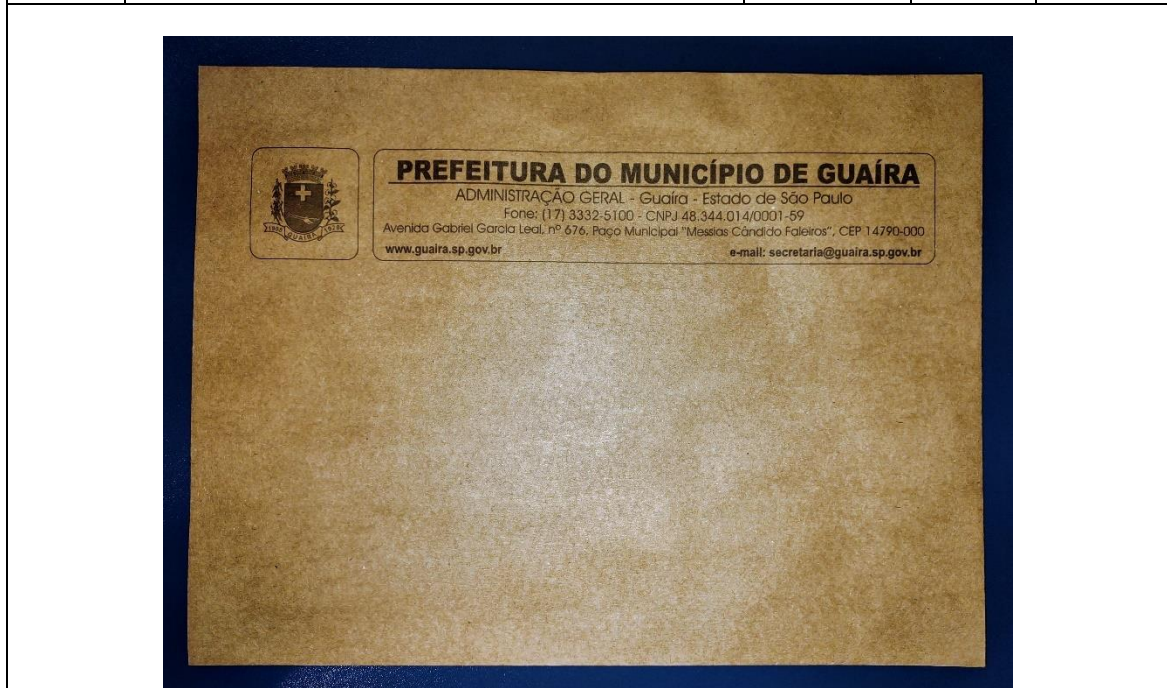 PREFEITURA DO MUNICÍPIO DE GUAÍRA
ADMINISTRAÇÃO GERAL - Guaíra - Estado de São Paulo
Fone: (17) 3332-5100 - CNPJ 48.344.014/0001-59
Avenida Gabriel Garcia Leal, nº 676, Paço Municipal "Messias Cândido Faleiros", CEP 14790-000
www.guaira.sp.gov.br
e-mail: secretaria@guaira.sp.gov.br
GUAÍRA